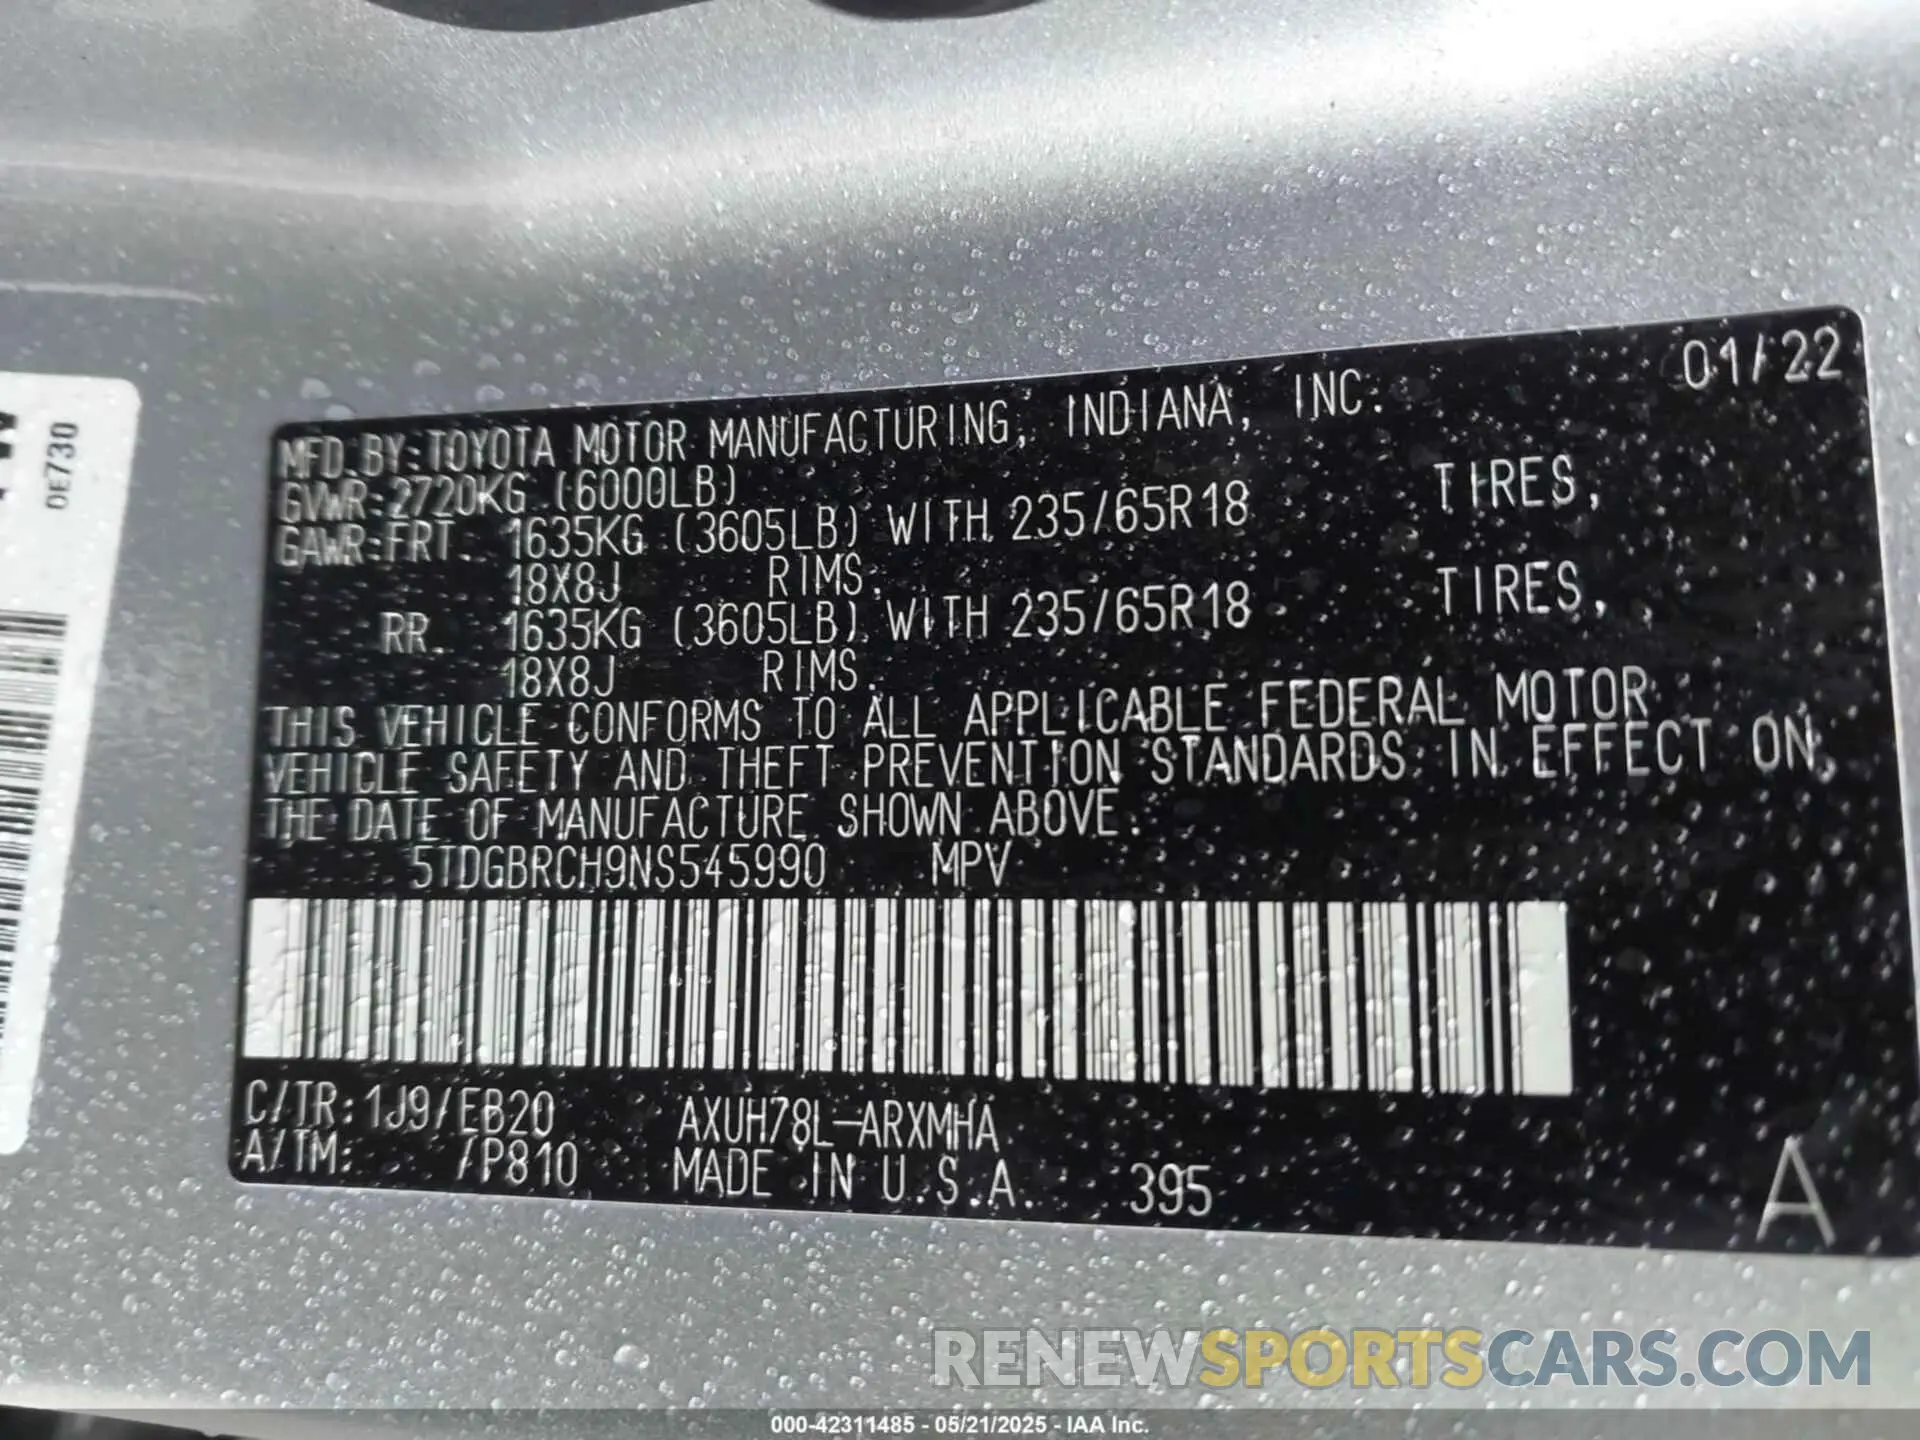 01/22
MFD.BY:TOYOTA MOTOR MANUFACTURING, INDIANA, INC.
GVWR:2720KG (6000LB)
GAWR:FRT. 1635KG (3605LB) WITH 235/65R18 TIRES,
18X8J RIMS.
RR. 1635KG (3605LB) WITH 235/65R18 TIRES,
18X8J RIMS.
THIS VEHICLE CONFORMS TO ALL APPLICABLE FEDERAL MOTOR
VEHICLE SAFETY AND THEFT PREVENTION STANDARDS IN EFFECT ON
THE DATE OF MANUFACTURE SHOWN ABOVE.
5TDGBRCH9NS545990 MPV
C/TR:1J9/EB20 AXUH78L-ARXMHA
A/TM: /P810 MADE IN U.S.A. 395
A
0E730
RENEWSPORTSCARS.COM
000-42311485 - 05/21/2025 - IAA Inc.